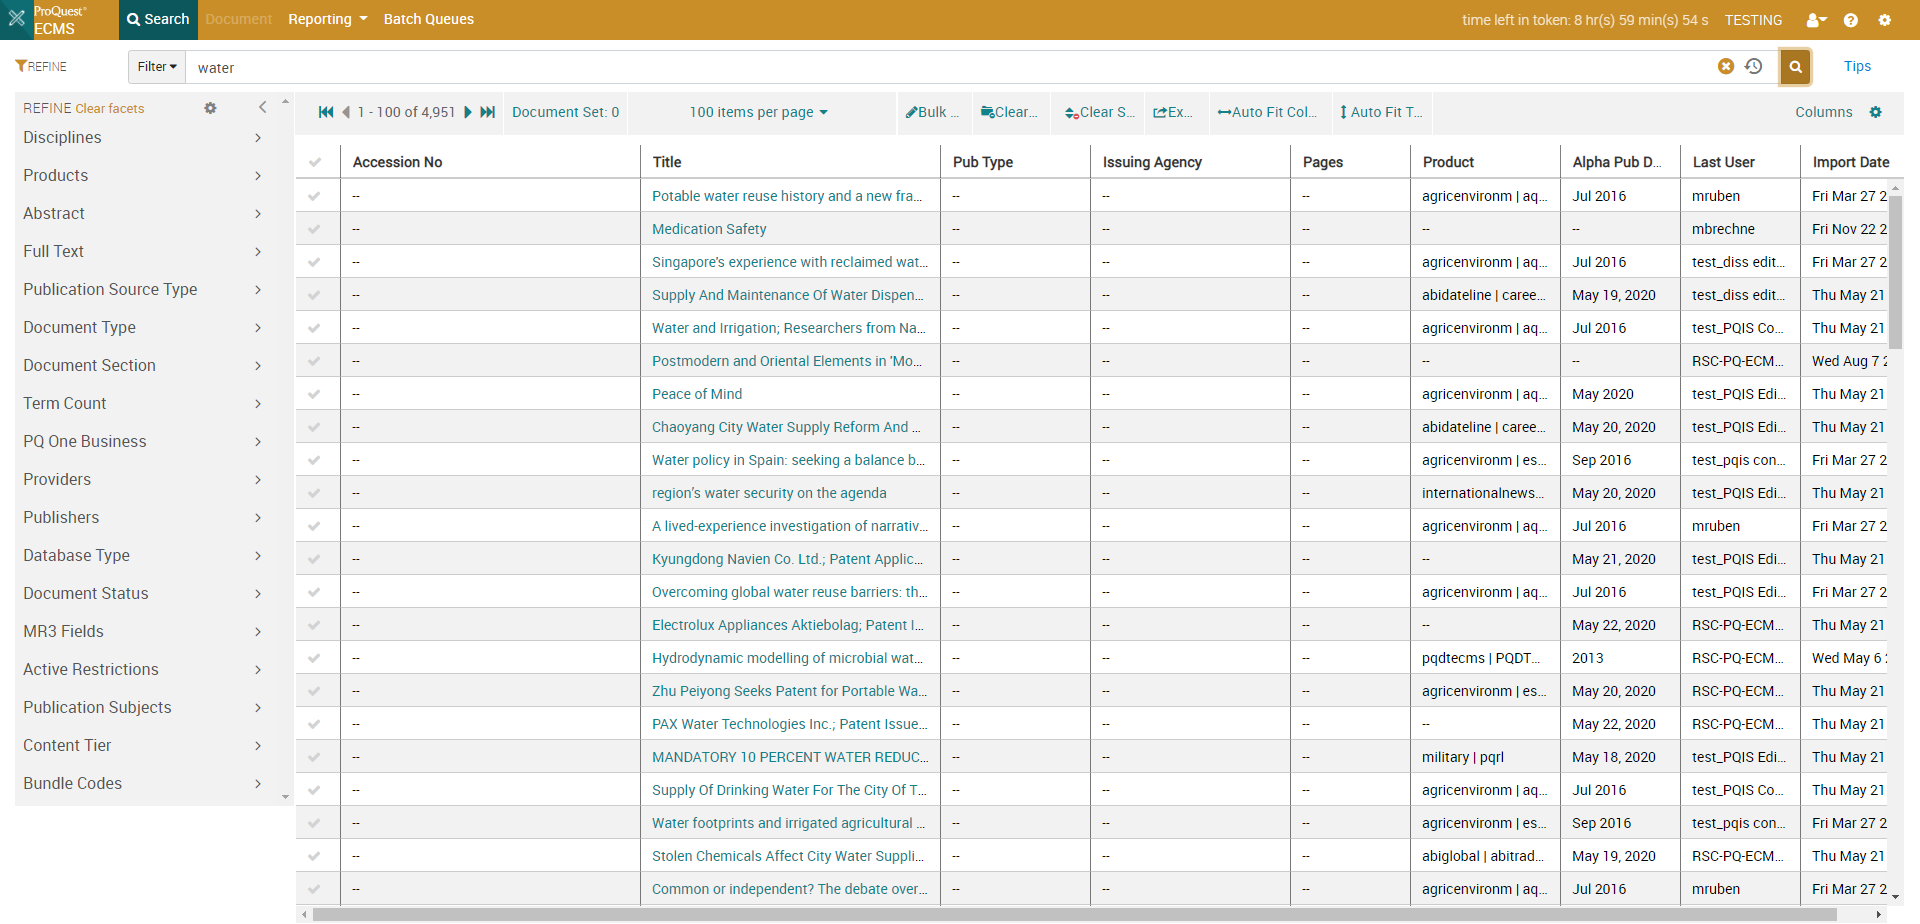 ProQuest® ECMS Search Document Reporting Batch Queues time left in token: 8 hr(s) 59 min(s) 54 s TESTING
REFINE Filter water Tips
REFINE Clear facets
Disciplines
Products
Abstract
Full Text
Publication Source Type
Document Type
Document Section
Term Count
PQ One Business
Providers
Publishers
Database Type
Document Status
MR3 Fields
Active Restrictions
Publication Subjects
Content Tier
Bundle Codes
1 - 100 of 4,951 Document Set: 0 100 items per page Bulk ... Clear... Clear S... Ex... Auto Fit Col... Auto Fit T... Columns
Accession No Title Pub Type Issuing Agency Pages Product Alpha Pub D... Last User Import Date
-- Potable water reuse history and a new fra... -- -- -- agricenvironm | aq... Jul 2016 mruben Fri Mar 27 2
-- Medication Safety -- -- -- -- -- mbrechne Fri Nov 22 2
-- Singapore's experience with reclaimed wat... -- -- -- agricenvironm | aq... Jul 2016 test_diss edit... Fri Mar 27 2
-- Supply And Maintenance Of Water Dispen... -- -- -- abidateline | caree... May 19, 2020 test_diss edit... Thu May 21
-- Water and Irrigation; Researchers from Na... -- -- -- agricenvironm | aq... Jul 2016 test_PQIS Co... Thu May 21
-- Postmodern and Oriental Elements in 'Mo... -- -- -- -- -- RSC-PQ-ECM... Wed Aug 7 2
-- Peace of Mind -- -- -- agricenvironm | aq... May 2020 test_PQIS Edi... Thu May 21
-- Chaoyang City Water Supply Reform And ... -- -- -- abidateline | caree... May 20, 2020 test_PQIS Edi... Thu May 21
-- Water policy in Spain: seeking a balance b... -- -- -- agricenvironm | es... Sep 2016 test_pqis con... Fri Mar 27 2
-- region's water security on the agenda -- -- -- internationalnews... May 20, 2020 test_PQIS Edi... Thu May 21
-- A lived-experience investigation of narrativ... -- -- -- agricenvironm | aq... Jul 2016 mruben Fri Mar 27 2
-- Kyungdong Navien Co. Ltd.; Patent Applic... -- -- -- -- May 21, 2020 test_PQIS Edi... Thu May 21
-- Overcoming global water reuse barriers: th... -- -- -- agricenvironm | aq... Jul 2016 test_PQIS Edi... Thu May 21
-- Electrolux Appliances Aktiebolag; Patent I... -- -- -- -- May 22, 2020 RSC-PQ-ECM... Thu May 21
-- Hydrodynamic modelling of microbial wat... -- -- -- pqdtecms | PQDT... 2013 RSC-PQ-ECM... Wed May 6
-- Zhu Peiyong Seeks Patent for Portable Wa... -- -- -- agricenvironm | es... May 20, 2020 RSC-PQ-ECM... Thu May 21
-- PAX Water Technologies Inc.; Patent Issue... -- -- -- -- May 22, 2020 RSC-PQ-ECM... Thu May 21
-- MANDATORY 10 PERCENT WATER REDUC... -- -- -- military | pqrl May 18, 2020 test_PQIS Edi... Thu May 21
-- Supply Of Drinking Water For The City Of T... -- -- -- agricenvironm | aq... Jul 2016 test_PQIS Co... Thu May 21
-- Water footprints and irrigated agricultural ... -- -- -- agricenvironm | es... Sep 2016 test_pqis con... Fri Mar 27 2
-- Stolen Chemicals Affect City Water Suppli... -- -- -- abiglobal | abitrad... May 19, 2020 RSC-PQ-ECM... Thu May 21
-- Common or independent? The debate over... -- -- -- agricenvironm | aq... Jul 2016 mruben Fri Mar 27 2